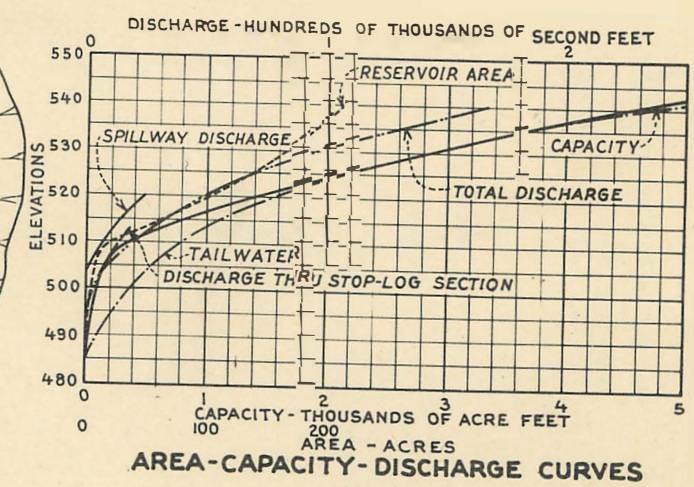 DISCHARGE-HUNDREDS OF THOUSANDS OF SECOND FEET
0 1 2
550
540
530
520
510
500
490
480
ELEVATIONS
RESERVOIR AREA
SPILLWAY DISCHARGE
CAPACITY
TOTAL DISCHARGE
TAILWATER
DISCHARGE THRU STOP-LOG SECTION
0 1 2 3 4 5
CAPACITY-THOUSANDS OF ACRE FEET
0 100 200
AREA-ACRES
AREA-CAPACITY-DISCHARGE CURVES